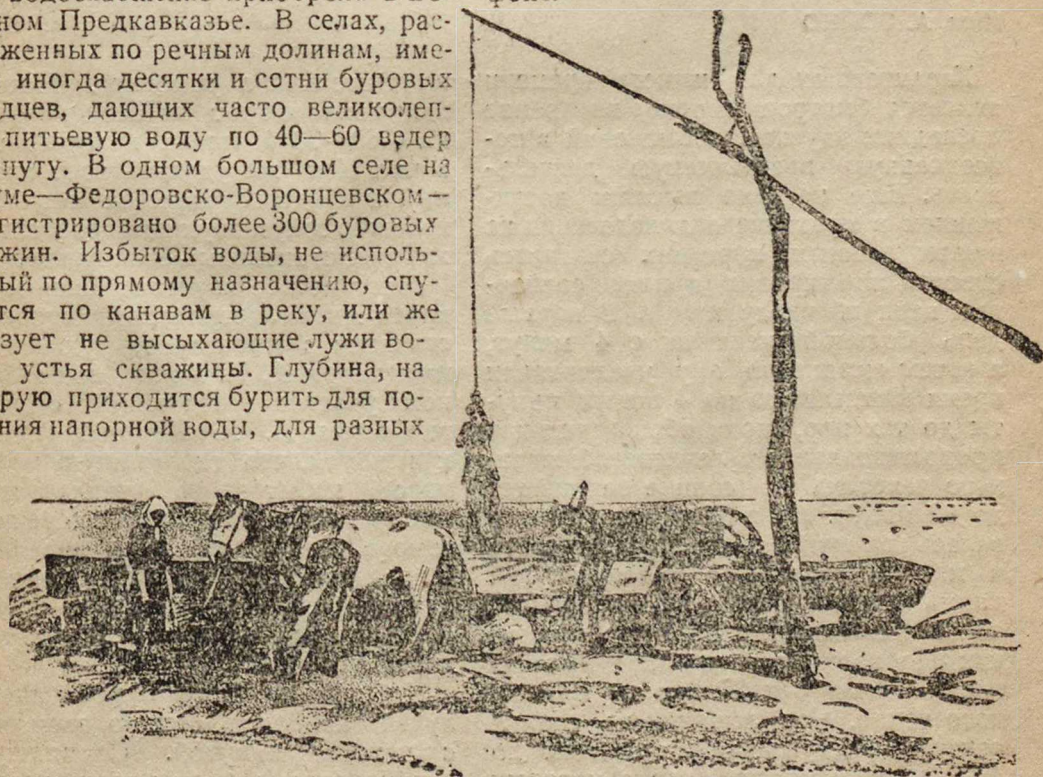 ном Предкавказье. В селах, рас-
женных по речным долинам, име-
иногда десятки и сотни буровых
дцев, дающих часто великолеп-
питьевую воду по 40—60 ведер
нуту. В одном большом селе на
ме—Федоровско-Воронцевском—
гистрировано более 300 буровых
жин. Избыток воды, не исполь-
ый по прямому назначению, спу-
тся по канавам в реку, или же
зует не высыхающие лужи во-
устья скважины. Глубина, на
рую приходится бурить для по-
ния напорной воды, для разных